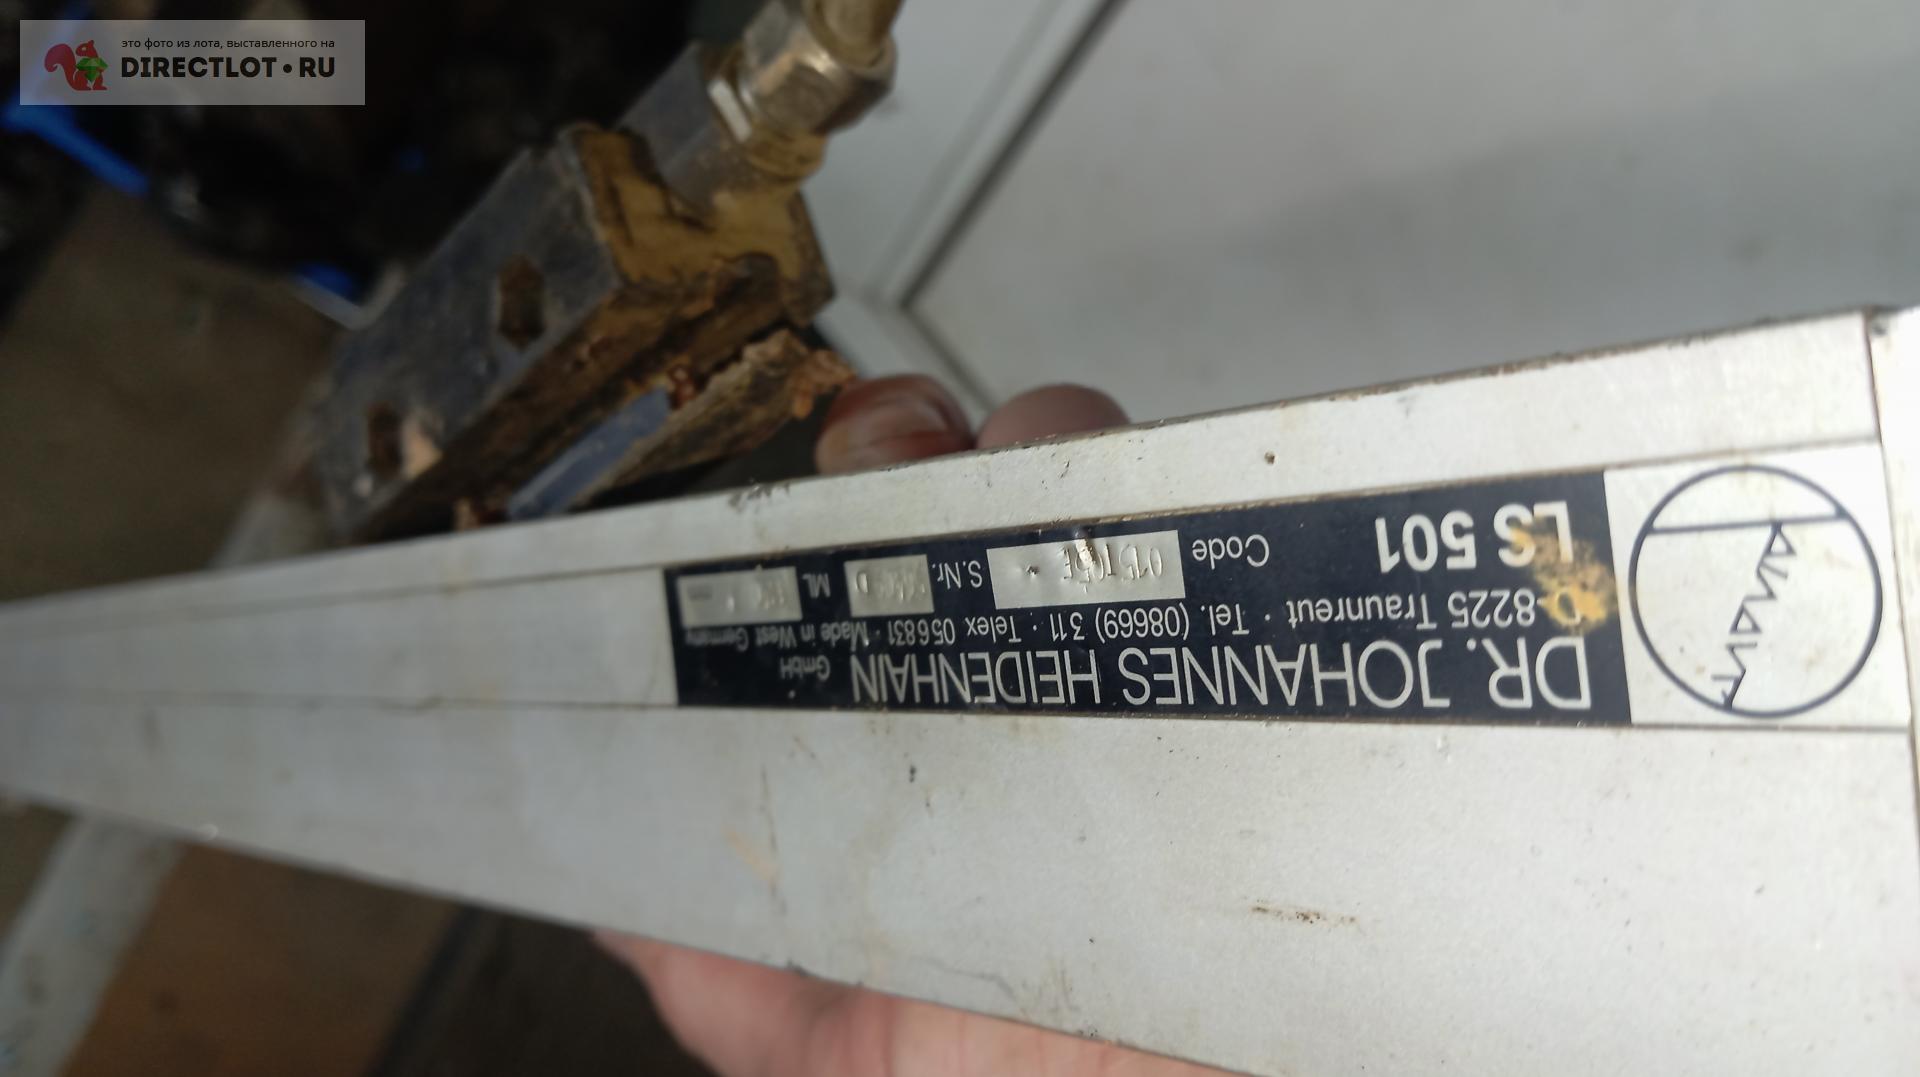 это фото из лота, выставленного на
DIRECTLOT.RU
DR. JOHANNES HEIDENHAIN GmbH
D-8225 Traunreut · Tel. (08669) 311 · Telex 056831 · Made in West Germany
LS 501 Code S.Nr. ML